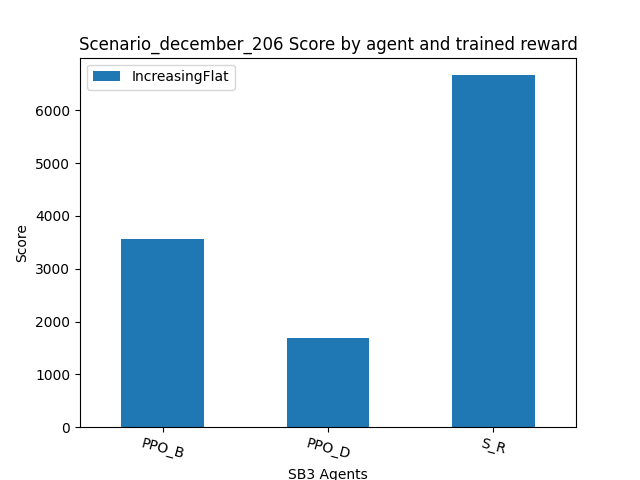 Scenario_december_206 Score by agent and trained reward
IncreasingFlat
Score
6000
5000
4000
3000
2000
1000
0
PPO_B
PPO_D
S_R
SB3 Agents